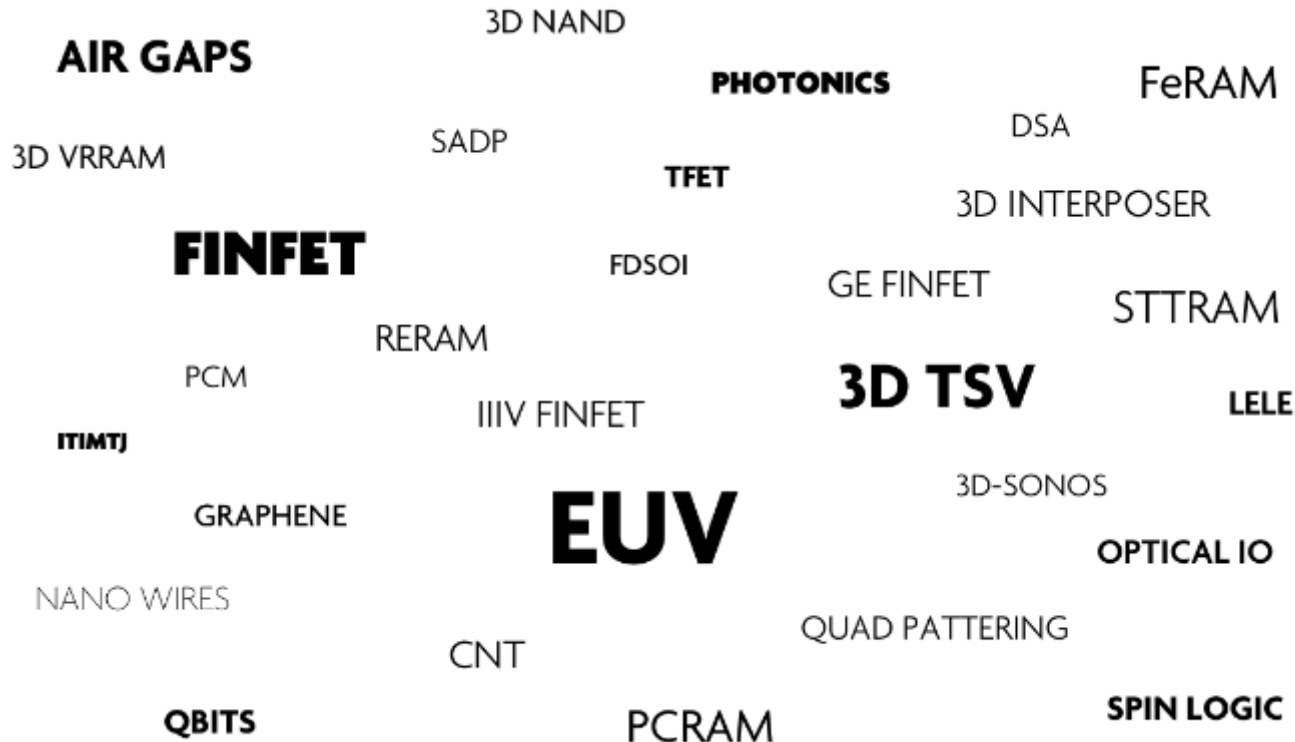 3D NAND
AIR GAPS
PHOTONICS
FeRAM
DSA
SADP
3D VRRAM
TFET
3D INTERPOSER
FINFET
FDSOI
GE FINFET
STTRAM
RERAM
PCM
3D TSV
LELE
IIIV FINFET
ITIMTJ
3D-SONOS
GRAPHENE
EUV
OPTICAL IO
NANO WIRES
QUAD PATTERING
CNT
SPIN LOGIC
QBITS
PCRAM